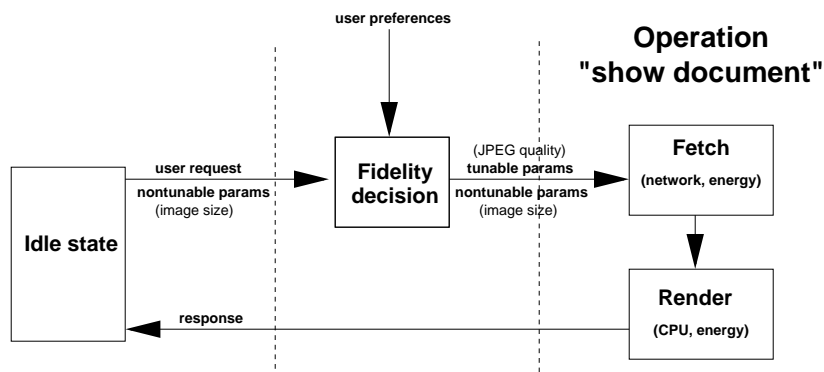 user preferences
Operation
"show document"
Idle state
user request
nontunable params
(image size)
Fidelity
decision
(JPEG quality)
tunable params
nontunable params
(image size)
Fetch
(network, energy)
Render
(CPU, energy)
response